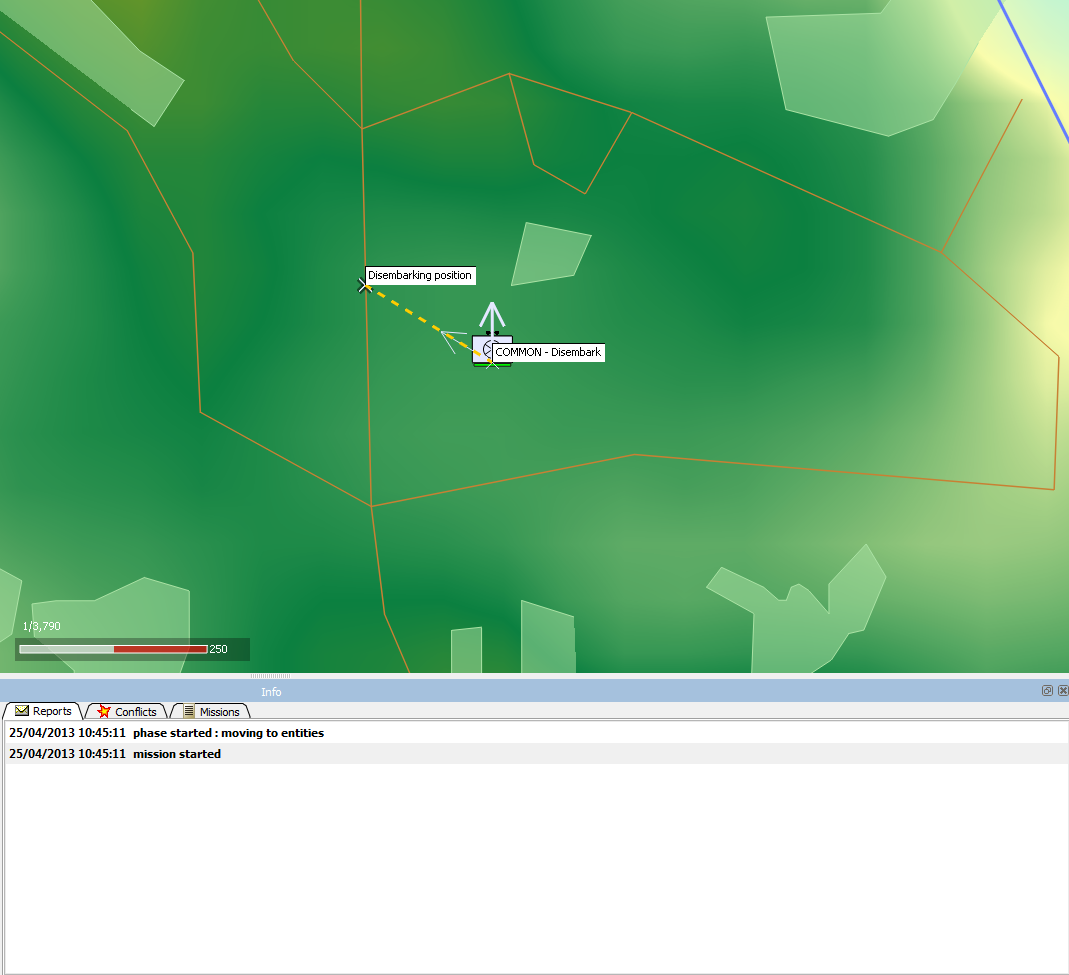 Disembarking position
COMMON - Disembark
1/3,790
250
Info
Reports
Conflicts
Missions
25/04/2013 10:45:11 phase started : moving to entities
25/04/2013 10:45:11 mission started